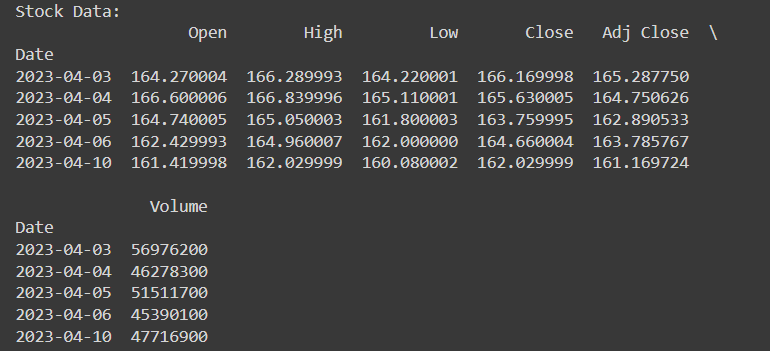 Stock Data:
Open High Low Close Adj Close \
Date
2023-04-03 164.270004 166.289993 164.220001 166.169998 165.287750
2023-04-04 166.600006 166.839996 165.110001 165.630005 164.750626
2023-04-05 164.740005 165.050003 161.800003 163.759995 162.890533
2023-04-06 162.429993 164.960007 162.000000 164.660004 163.785767
2023-04-10 161.419998 162.029999 160.080002 162.029999 161.169724
Volume
Date
2023-04-03 56976200
2023-04-04 46278300
2023-04-05 51511700
2023-04-06 45390100
2023-04-10 47716900